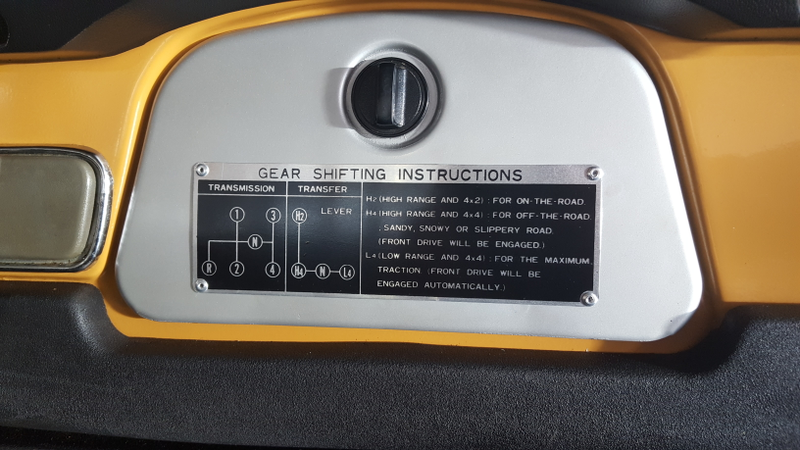 GEAR SHIFTING INSTRUCTIONS
TRANSMISSION
1 3
N
R 2 4
TRANSFER
LEVER
H2
H4 N L4
H2 (HIGH RANGE AND 4x2) : FOR ON-THE-ROAD.
H4 (HIGH RANGE AND 4x4) : FOR OFF-THE-ROAD
, SANDY, SNOWY OR SLIPPERY ROAD.
(FRONT DRIVE WILL BE ENGAGED.)
L4 (LOW RANGE AND 4x4) : FOR THE MAXIMUM
TRACTION (FRONT DRIVE WILL BE
ENGAGED AUTOMATICALLY.)